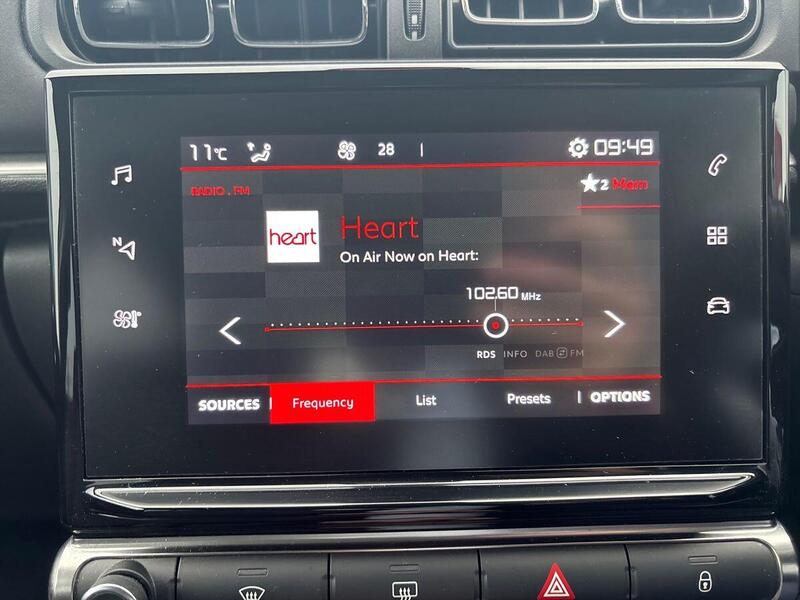 11°C 28 09:49
RADIO . FM 2 Mem
heart Heart
On Air Now on Heart:
102.60 MHz
N
RDS INFO DAB FM
SOURCES Frequency List Presets OPTIONS